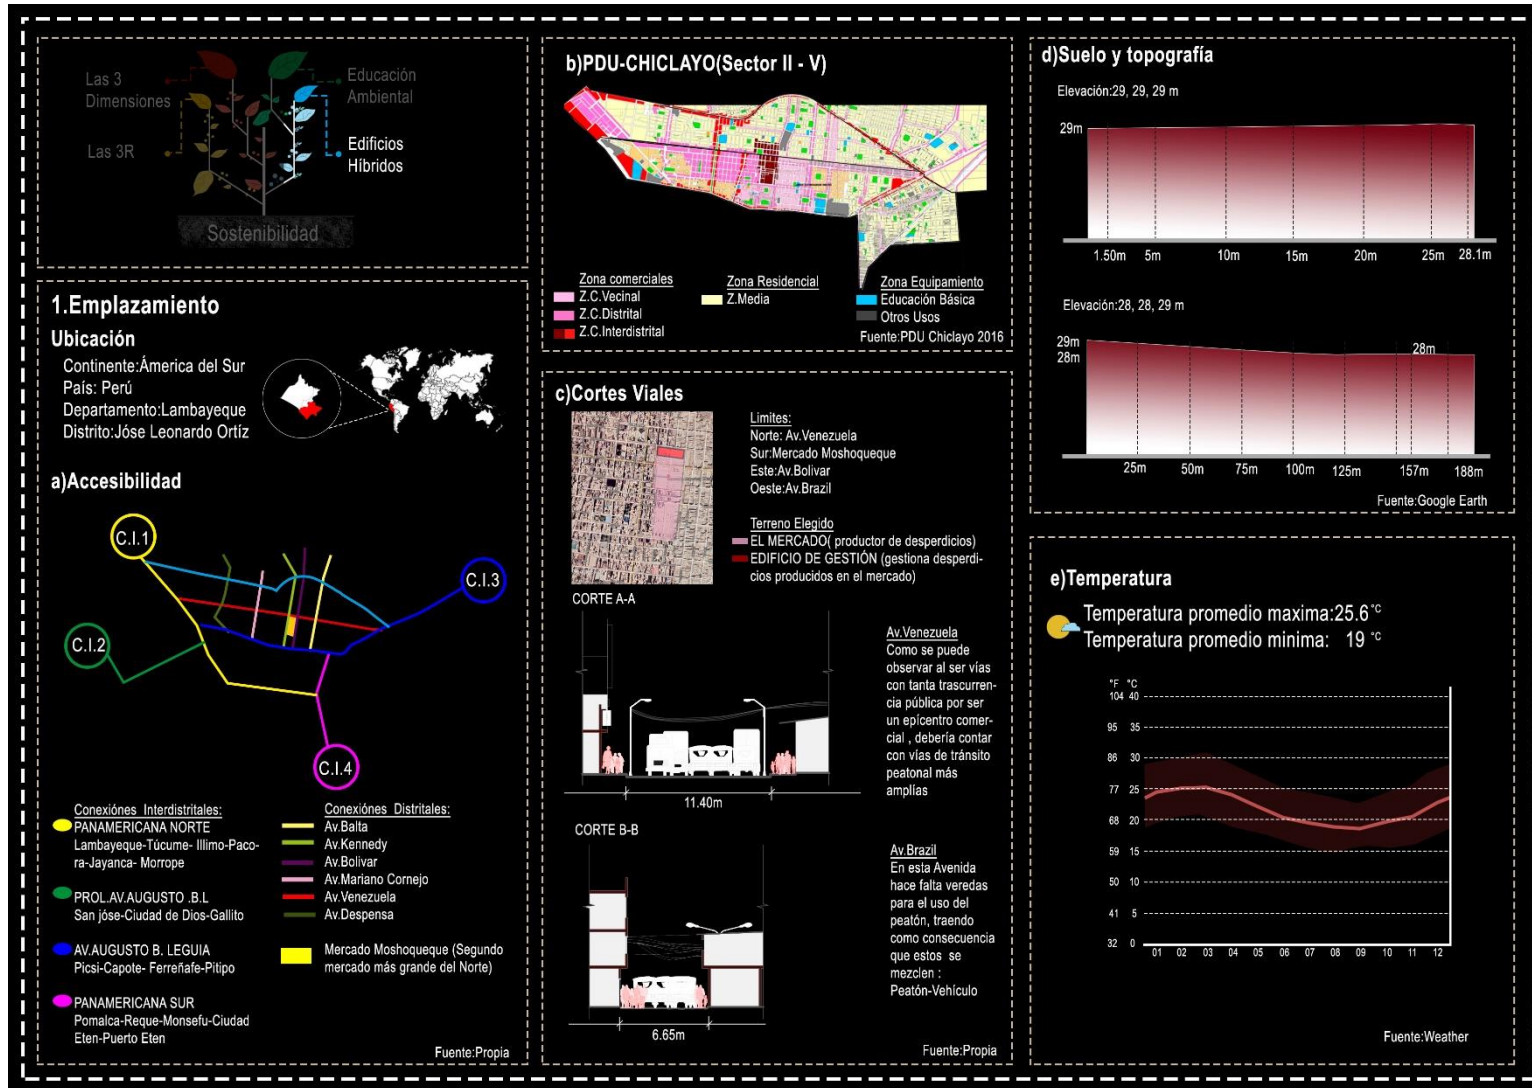 Las 3
Dimensiones
Educación
Ambiental
Las 3R
Edificios
Híbridos
Sostenibilidad
1.Emplazamiento
Ubicación
Continente:Ámerica del Sur
País: Perú
Departamento:Lambayeque
Distrito:Jóse Leonardo Ortíz
a)Accesibilidad
C.I.1
C.I.3
C.I.2
C.I.4
Conexiónes Interdistritales:
PANAMERICANA NORTE
Lambayeque-Túcume- Illimo-Paco-
ra-Jayanca- Morrope
PROL.AV.AUGUSTO .B.L
San jóse-Ciudad de Dios-Gallito
AV.AUGUSTO B. LEGUIA
Picsi-Capote- Ferreñafe-Pitipo
PANAMERICANA SUR
Pomalca-Reque-Monsefu-Ciudad
Eten-Puerto Eten
Conexiónes Distritales:
Av.Balta
Av.Kennedy
Av.Bolivar
Av.Mariano Cornejo
Av.Venezuela
Av.Despensa
Mercado Moshoqueque (Segundo
mercado más grande del Norte)
Fuente:Propia
b)PDU-CHICLAYO(Sector II - V)
Zona comerciales
Z.C.Vecinal
Z.C.Distrital
Z.C.Interdistrital
Zona Residencial
Z.Media
Zona Equipamiento
Educación Básica
Otros Usos
Fuente:PDU Chiclayo 2016
c)Cortes Viales
Limites:
Norte: Av.Venezuela
Sur:Mercado Moshoqueque
Este:Av.Bolivar
Oeste:Av.Brazil
Terreno Elegido
EL MERCADO( productor de desperdicios)
EDIFICIO DE GESTIÓN (gestiona desperdi-
cios producidos en el mercado)
CORTE A-A
11.40m
Av.Venezuela
Como se puede
observar al ser vías
con tanta trascurren-
cia pública por ser
un epícentro comer-
cial , debería contar
con vías de tránsito
peatonal más
amplías
CORTE B-B
6.65m
Av.Brazil
En esta Avenida
hace falta veredas
para el uso del
peatón, traendo
como consecuencia
que estos se
mezclen :
Peatón-Vehículo
Fuente:Propia
d)Suelo y topografía
Elevación:29, 29, 29 m
29m
1.50m 5m 10m 15m 20m 25m 28.1m
Elevación:28, 28, 29 m
29m
28m
28m
25m 50m 75m 100m 125m 157m 188m
Fuente:Google Earth
e)Temperatura
Temperatura promedio maxima:25.6 °C
Temperatura promedio minima: 19 °C
°F °C
104 40
95 35
86 30
77 25
68 20
59 15
50 10
41 5
32 0
01 02 03 04 05 06 07 08 09 10 11 12
Fuente:Weather